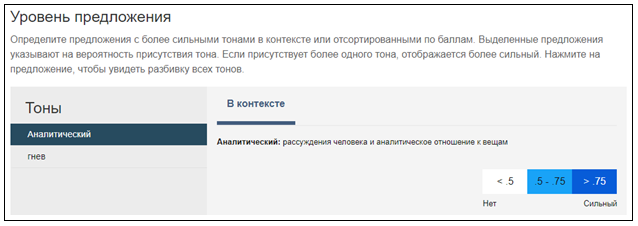 Уровень предложения
Определите предложения с более сильными тонами в контексте или отсортированными по баллам. Выделенные предложения
указывают на вероятность присутствия тона. Если присутствует более одного тона, отображается более сильный. Нажмите на
предложение, чтобы увидеть разбивку всех тонов.
Тоны
Аналитический
гнев
В контексте
Аналитический: рассуждения человека и аналитическое отношение к вещам
< .5 .5 - .75 > .75
Нет Сильный